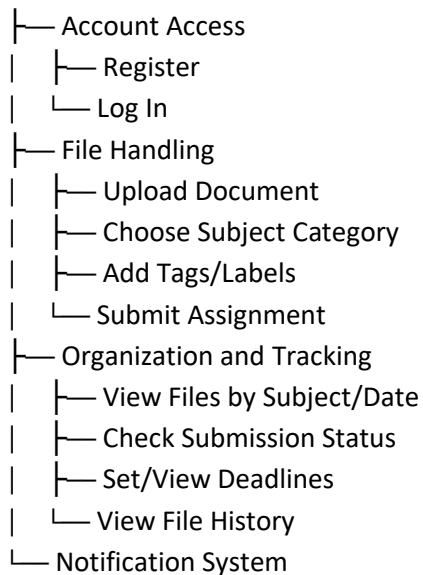 ├── Account Access
│   ├── Register
│   └── Log In
├── File Handling
│   ├── Upload Document
│   ├── Choose Subject Category
│   ├── Add Tags/Labels
│   └── Submit Assignment
├── Organization and Tracking
│   ├── View Files by Subject/Date
│   ├── Check Submission Status
│   ├── Set/View Deadlines
│   └── View File History
└── Notification System